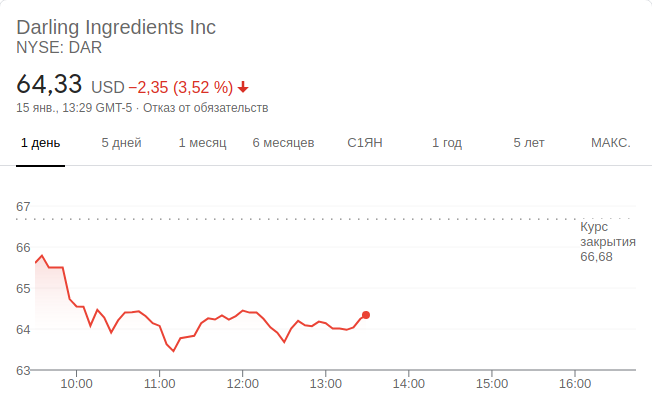 Darling Ingredients Inc
NYSE: DAR
64,33 USD −2,35 (3,52 %)
15 янв., 13:29 GMT-5 · Отказ от обязательств
1 день 5 дней 1 месяц 6 месяцев С1ЯН 1 год 5 лет МАКС.
67
Курс
закрытия
66,68
66
65
64
63
10:00 11:00 12:00 13:00 14:00 15:00 16:00